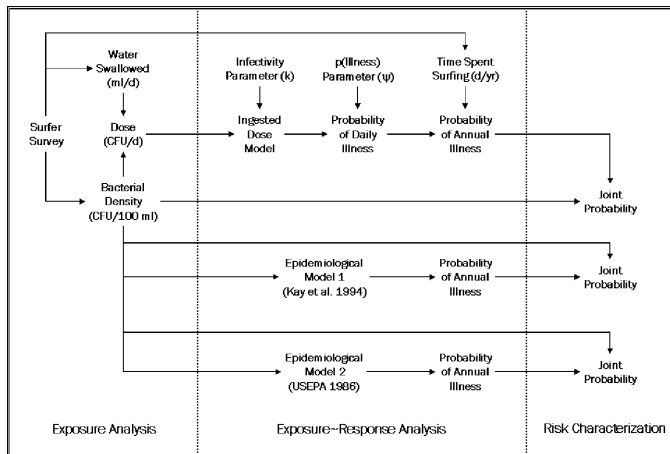 Water
Swallowed
(ml/d)
Infectivity
Parameter (k)
p(Illness)
Parameter (ψ)
Time Spent
Surfing (d/yr)
Surfer
Survey
Dose
(CFU/d)
Ingested
Dose
Model
Probability
of Daily
Illness
Probability
of Annual
Illness
Bacterial
Density
(CFU/100 ml)
Joint
Probability
Epidemiological
Model 1
(Kay et al. 1994)
Probability
of Annual
Illness
Joint
Probability
Epidemiological
Model 2
(USEPA 1986)
Probability
of Annual
Illness
Joint
Probability
Exposure Analysis
Exposure~Response Analysis
Risk Characterization